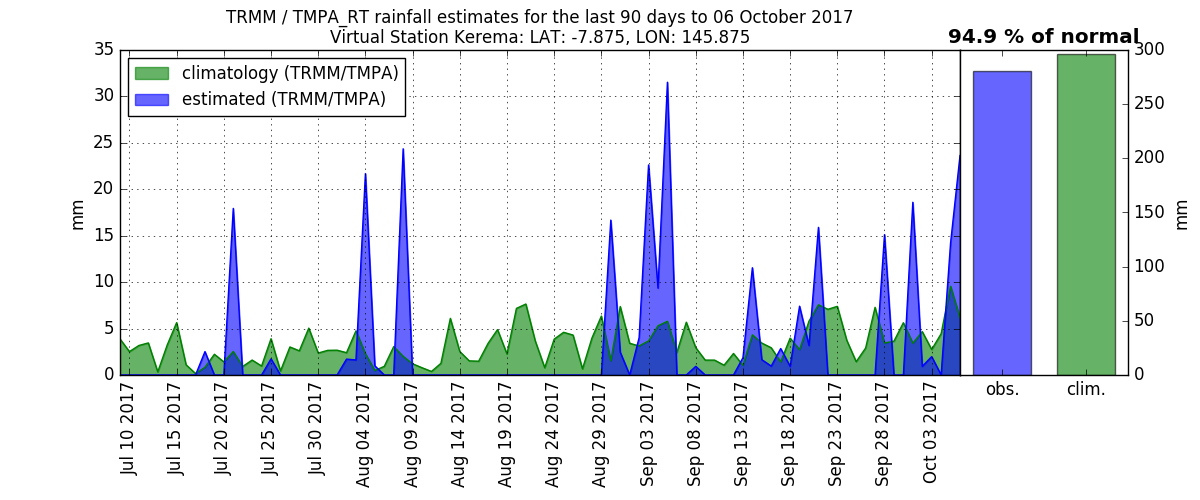 TRMM / TMPA_RT rainfall estimates for the last 90 days to 06 October 2017
Virtual Station Kerema: LAT: -7.875, LON: 145.875
94.9 % of normal
climatology (TRMM/TMPA)
estimated (TRMM/TMPA)
35
30
25
20
15
10
5
0
mm
Jul 10 2017
Jul 15 2017
Jul 20 2017
Jul 25 2017
Jul 30 2017
Aug 04 2017
Aug 09 2017
Aug 14 2017
Aug 19 2017
Aug 24 2017
Aug 29 2017
Sep 03 2017
Sep 08 2017
Sep 13 2017
Sep 18 2017
Sep 23 2017
Sep 28 2017
Oct 03 2017
obs.
clim.
300
250
200
150
100
50
0
mm